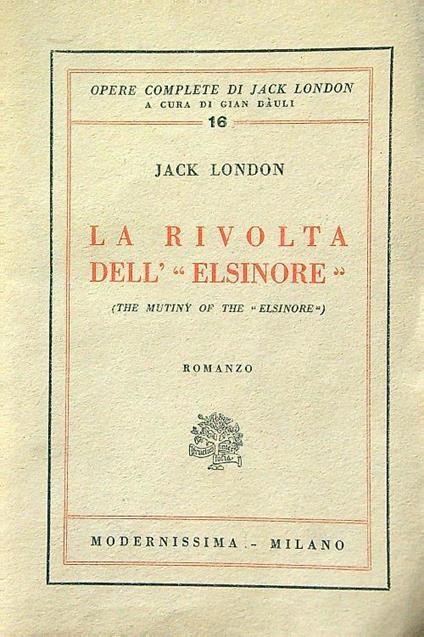 OPERE COMPLETE DI JACK LONDON
A CURA DI GIAN DÀULI
16
JACK LONDON
LA RIVOLTA
DELL' “ ELSINORE "
(THE MUTINY OF THE “ ELSINORE ")
ROMANZO
MODERNISSIMA - MILANO